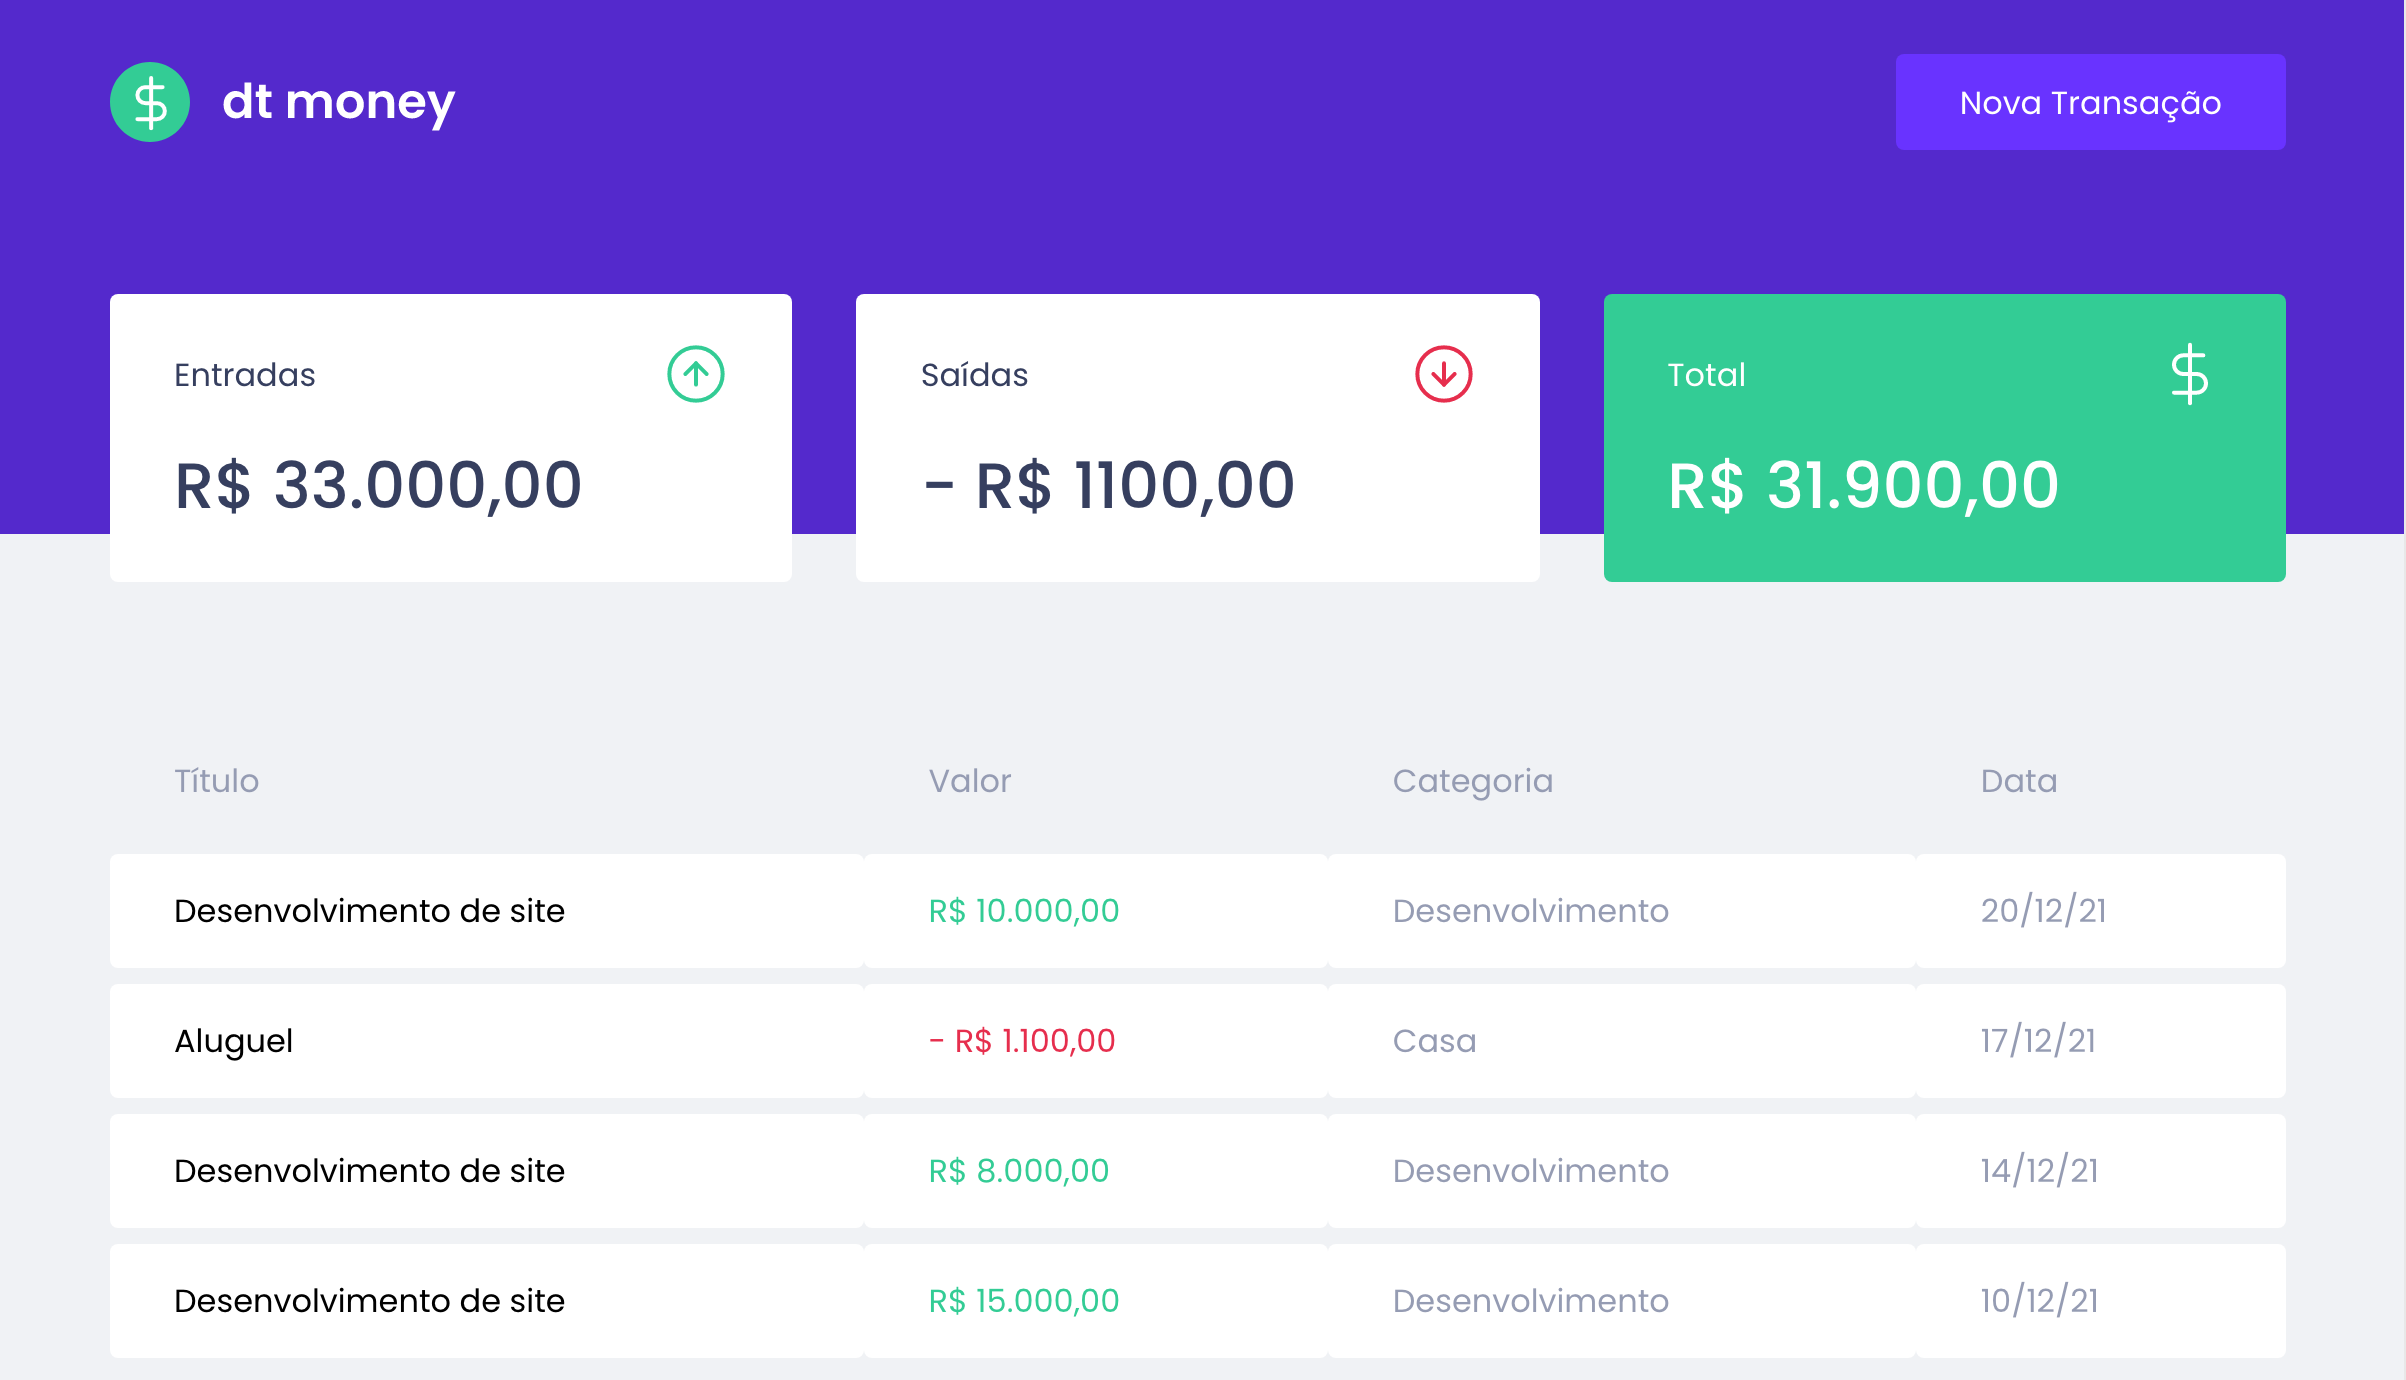 dt money Nova Transação
Entradas Saídas Total
R$ 33.000,00 - R$ 1100,00 R$ 31.900,00
Título Valor Categoria Data
Desenvolvimento de site R$ 10.000,00 Desenvolvimento 20/12/21
Aluguel - R$ 1.100,00 Casa 17/12/21
Desenvolvimento de site R$ 8.000,00 Desenvolvimento 14/12/21
Desenvolvimento de site R$ 15.000,00 Desenvolvimento 10/12/21